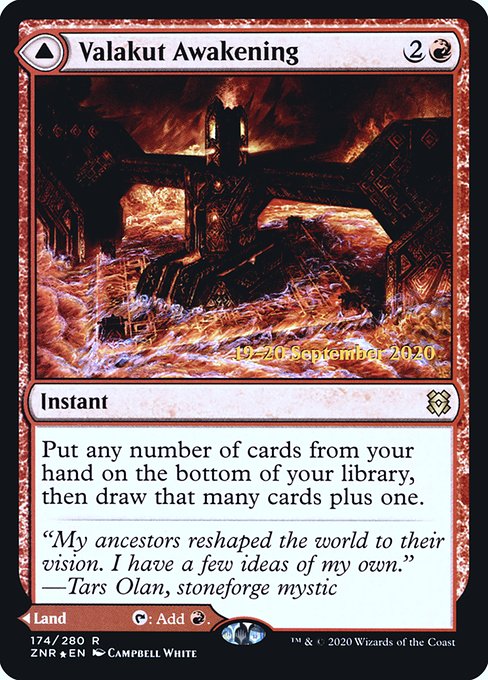 Valakut Awakening 2
19–20 September 2020
Instant
Put any number of cards from your
hand on the bottom of your library,
then draw that many cards plus one.
“My ancestors reshaped the world to their
vision. I have a few ideas of my own.”
—Tars Olan, stoneforge mystic
Land : Add
174/280 R
ZNR ★ EN CAMPBELL WHITE
™ & © 2020 Wizards of the Coast